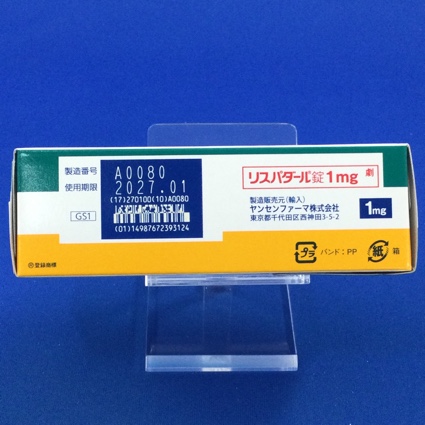 製造番号 A0080
使用期限 2027.01
(17)270100(10)A0080
GS1
(01)14987672393124
リスパダール錠1mg 劇
製造販売元(輸入)
ヤンセンファーマ株式会社
東京都千代田区西神田3-5-2
1mg
プラ バンド:PP 紙 箱
Ⓡ登録商標